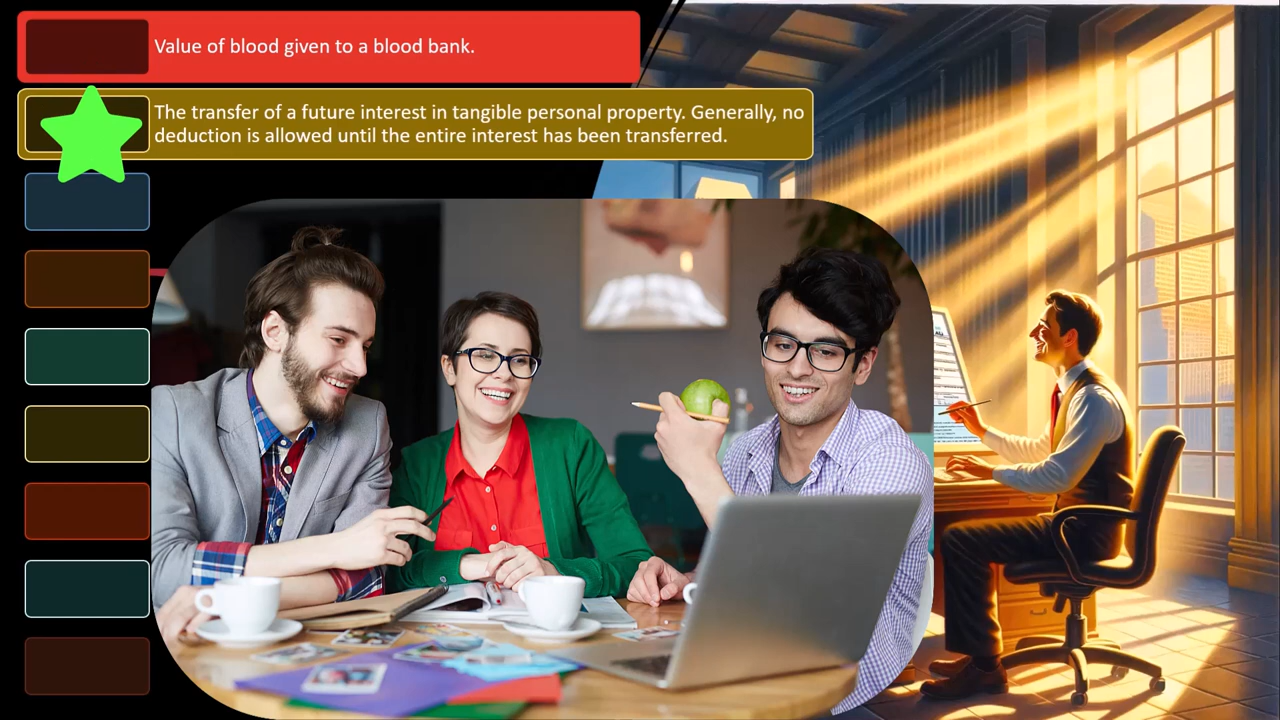 Value of blood given to a blood bank.
The transfer of a future interest in tangible personal property. Generally, no
deduction is allowed until the entire interest has been transferred.